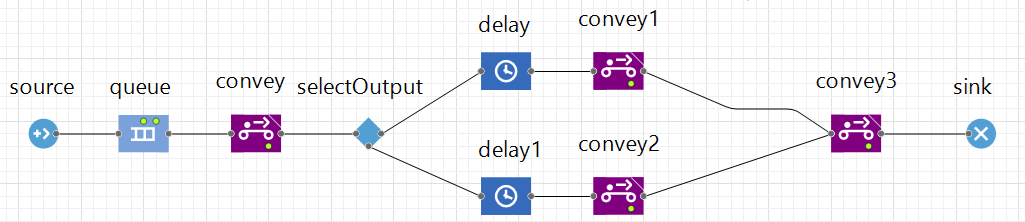 source
queue
convey
selectOutput
delay
convey1
delay1
convey2
convey3
sink